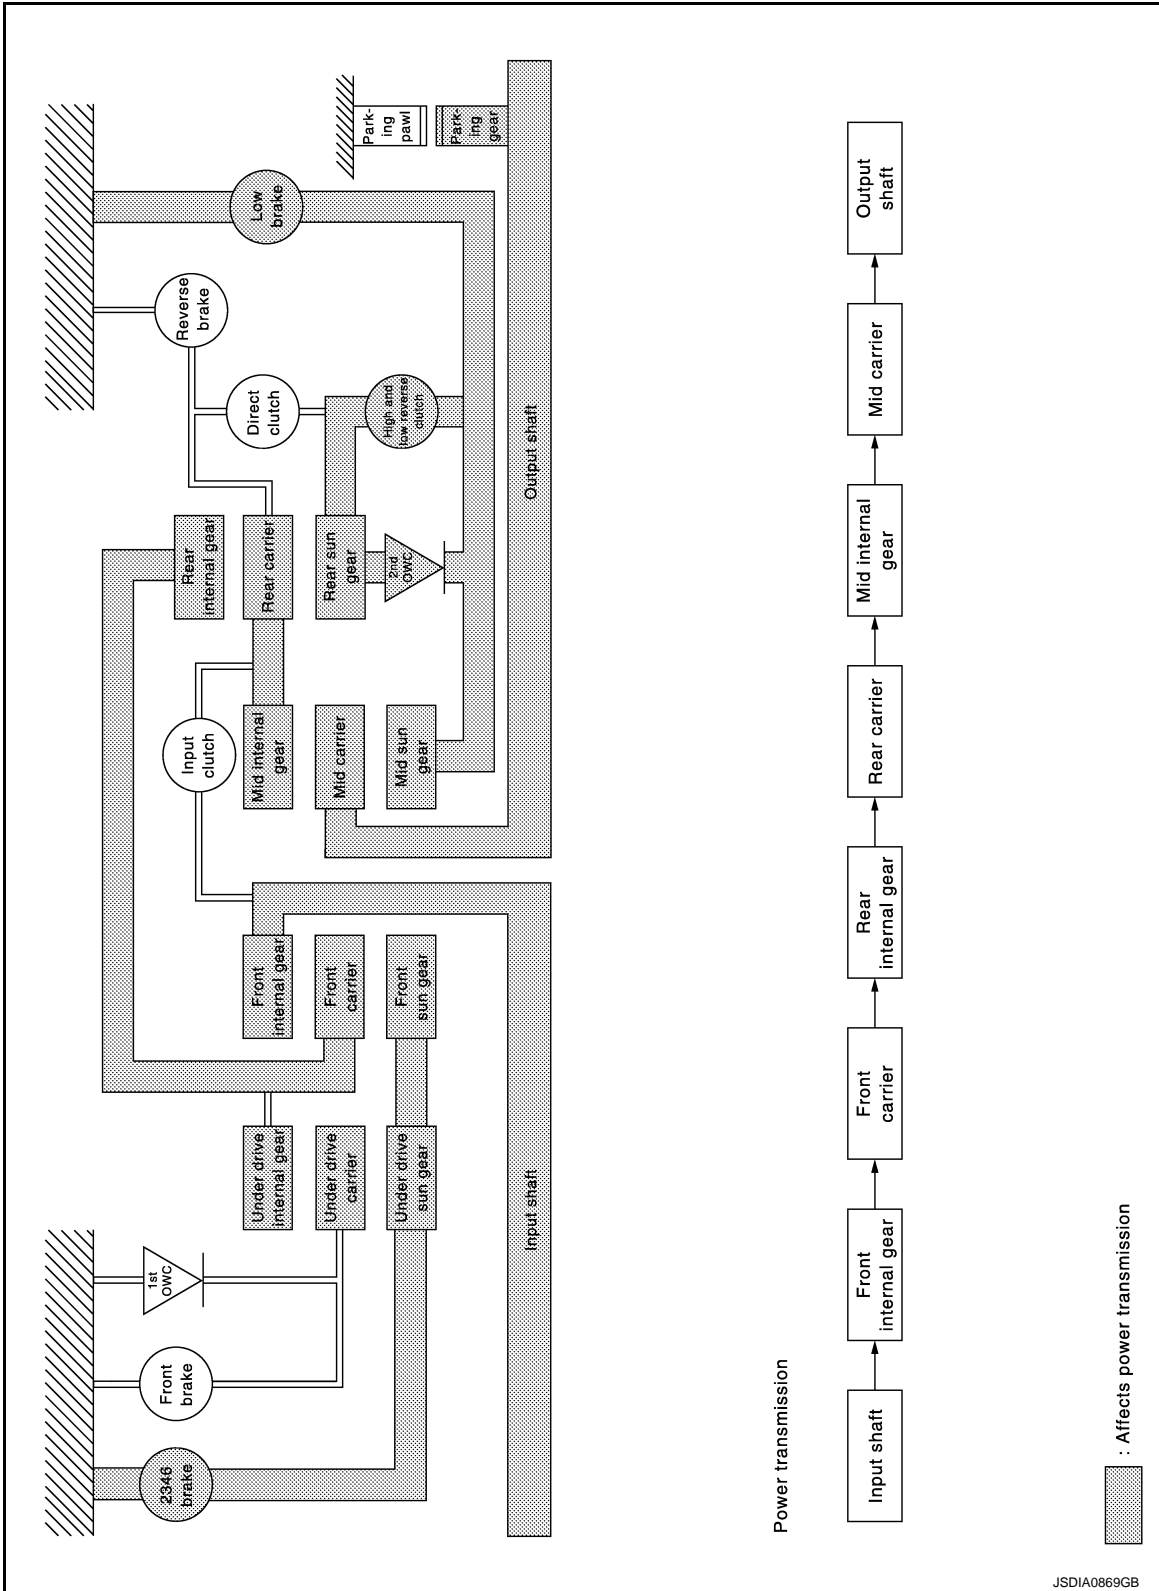 2346
brake
Front
brake
1st
OWC
Under drive
internal gear
Under drive
carrier
Under drive
sun gear
Front
internal gear
Front
carrier
Front
sun gear
Input shaft
Input
clutch
Mid internal
gear
Mid carrier
Mid sun
gear
Rear
internal gear
Rear carrier
Rear sun
gear
2nd
OWC
Direct
clutch
High and
low reverse
clutch
Reverse
brake
Low
brake
Park-
ing
pawl
Park-
ing
gear
Output shaft
Power transmission
Input shaft
Front
internal gear
Front
carrier
Rear
internal gear
Rear carrier
Mid internal
gear
Mid carrier
Output
shaft
: Affects power transmission
JSDIA0869GB